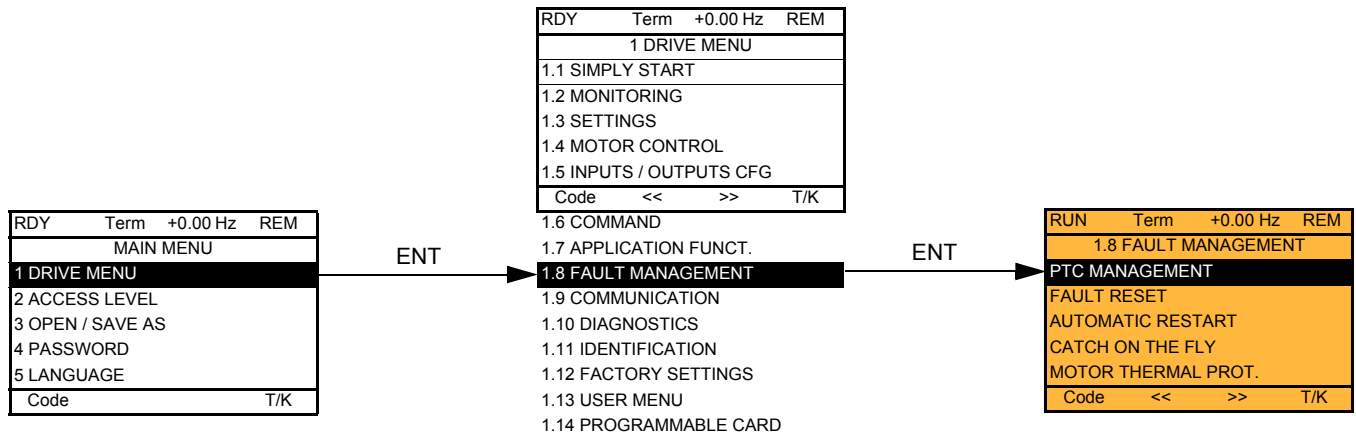 RDY Term +0.00 Hz REM
MAIN MENU
1 DRIVE MENU
2 ACCESS LEVEL
3 OPEN / SAVE AS
4 PASSWORD
5 LANGUAGE
Code T/K
ENT
RDY Term +0.00 Hz REM
1 DRIVE MENU
1.1 SIMPLY START
1.2 MONITORING
1.3 SETTINGS
1.4 MOTOR CONTROL
1.5 INPUTS / OUTPUTS CFG
Code << >> T/K
1.6 COMMAND
1.7 APPLICATION FUNCT.
1.8 FAULT MANAGEMENT
1.9 COMMUNICATION
1.10 DIAGNOSTICS
1.11 IDENTIFICATION
1.12 FACTORY SETTINGS
1.13 USER MENU
1.14 PROGRAMMABLE CARD
ENT
RUN Term +0.00 Hz REM
1.8 FAULT MANAGEMENT
PTC MANAGEMENT
FAULT RESET
AUTOMATIC RESTART
CATCH ON THE FLY
MOTOR THERMAL PROT.
Code << >> T/K